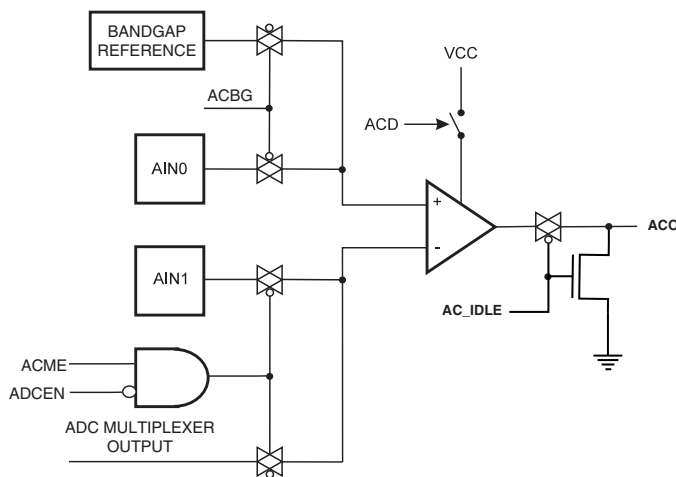 BANDGAP
REFERENCE
VCC
ACBG
ACD
AIN0
+
-
ACO
AIN1
AC_IDLE
ACME
ADCEN
ADC MULTIPLEXER
OUTPUT